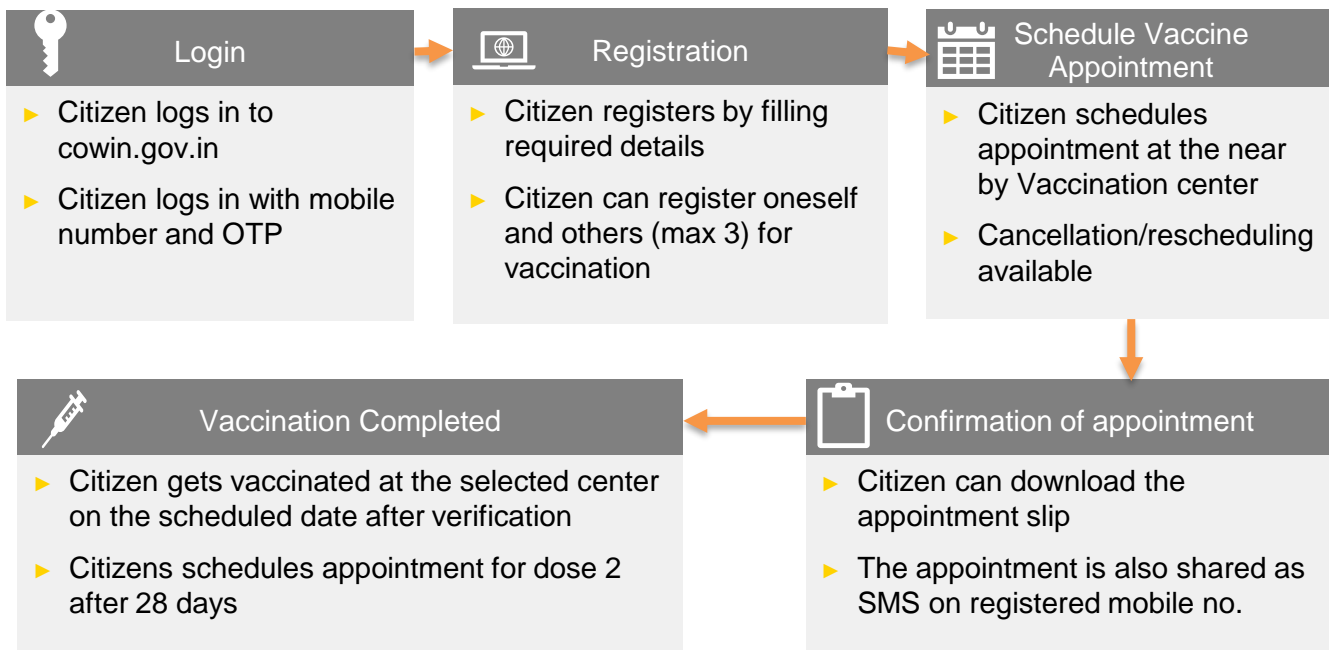 Login
► Citizen logs in to
cowin.gov.in
► Citizen logs in with mobile
number and OTP
Registration
► Citizen registers by filling
required details
► Citizen can register oneself
and others (max 3) for
vaccination
Schedule Vaccine
Appointment
► Citizen schedules
appointment at the near
by Vaccination center
► Cancellation/rescheduling
available
Vaccination Completed
► Citizen gets vaccinated at the selected center
on the scheduled date after verification
► Citizens schedules appointment for dose 2
after 28 days
Confirmation of appointment
► Citizen can download the
appointment slip
► The appointment is also shared as
SMS on registered mobile no.